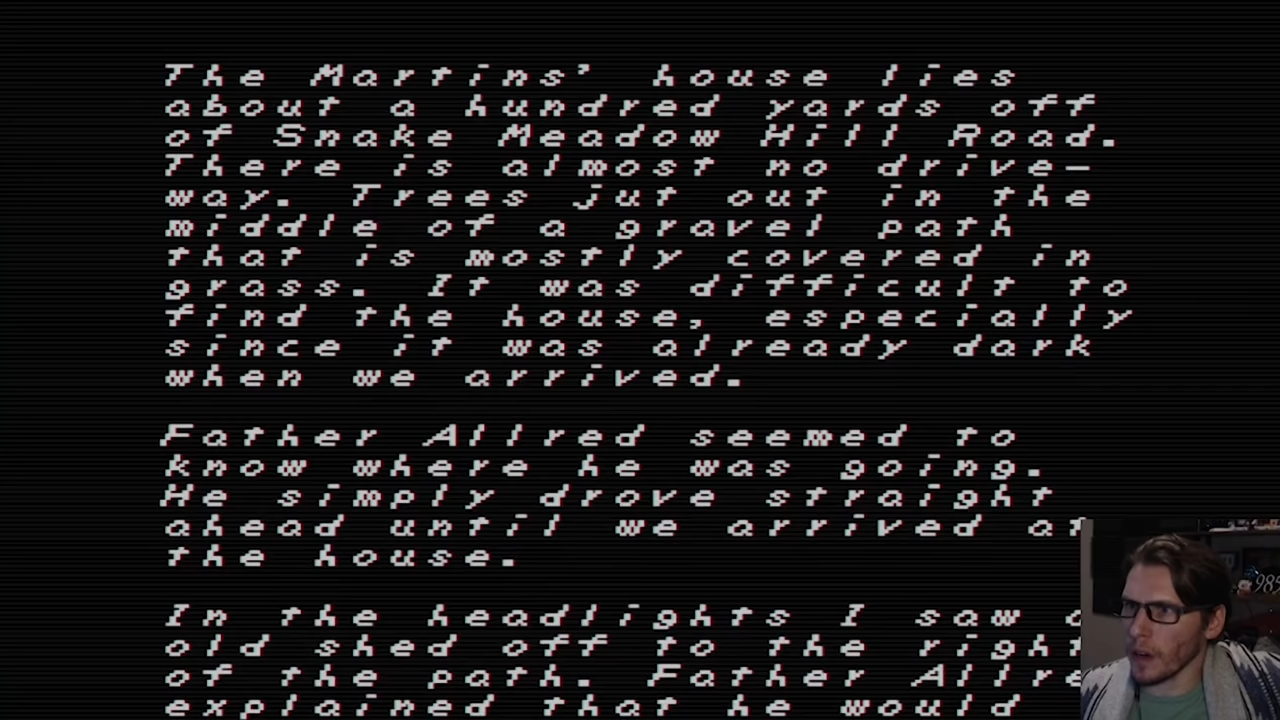 The Martins' house lies
about a hundred yards off
of Snake Meadow Hill Road.
There is almost no drive-
way. Trees jut out in the
middle of a gravel path
that is mostly covered in
grass. It was difficult to
find the house, especially
since it was already dark
when we arrived.
Father Allred seemed to
know where he was going.
He simply drove straight
ahead until we arrived at
the house.
In the headlights I saw
old shed off to the right
of the path. Father
explained that he would
985